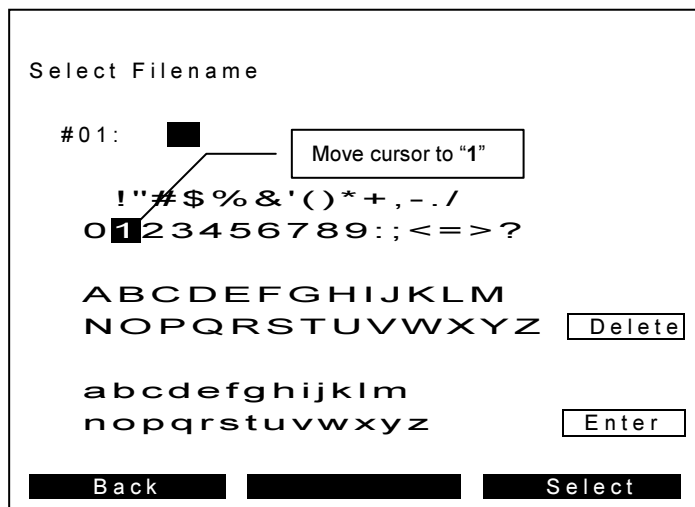 Select Filename
#01:
Move cursor to “1”
!"#$%&'()*+,-./
0123456789:;<=>?
ABCDEFGHIJKLM
NOPQRSTUVWXYZ Delete
abcdefghijklm
nopqrstuvwxyz Enter
Back Select